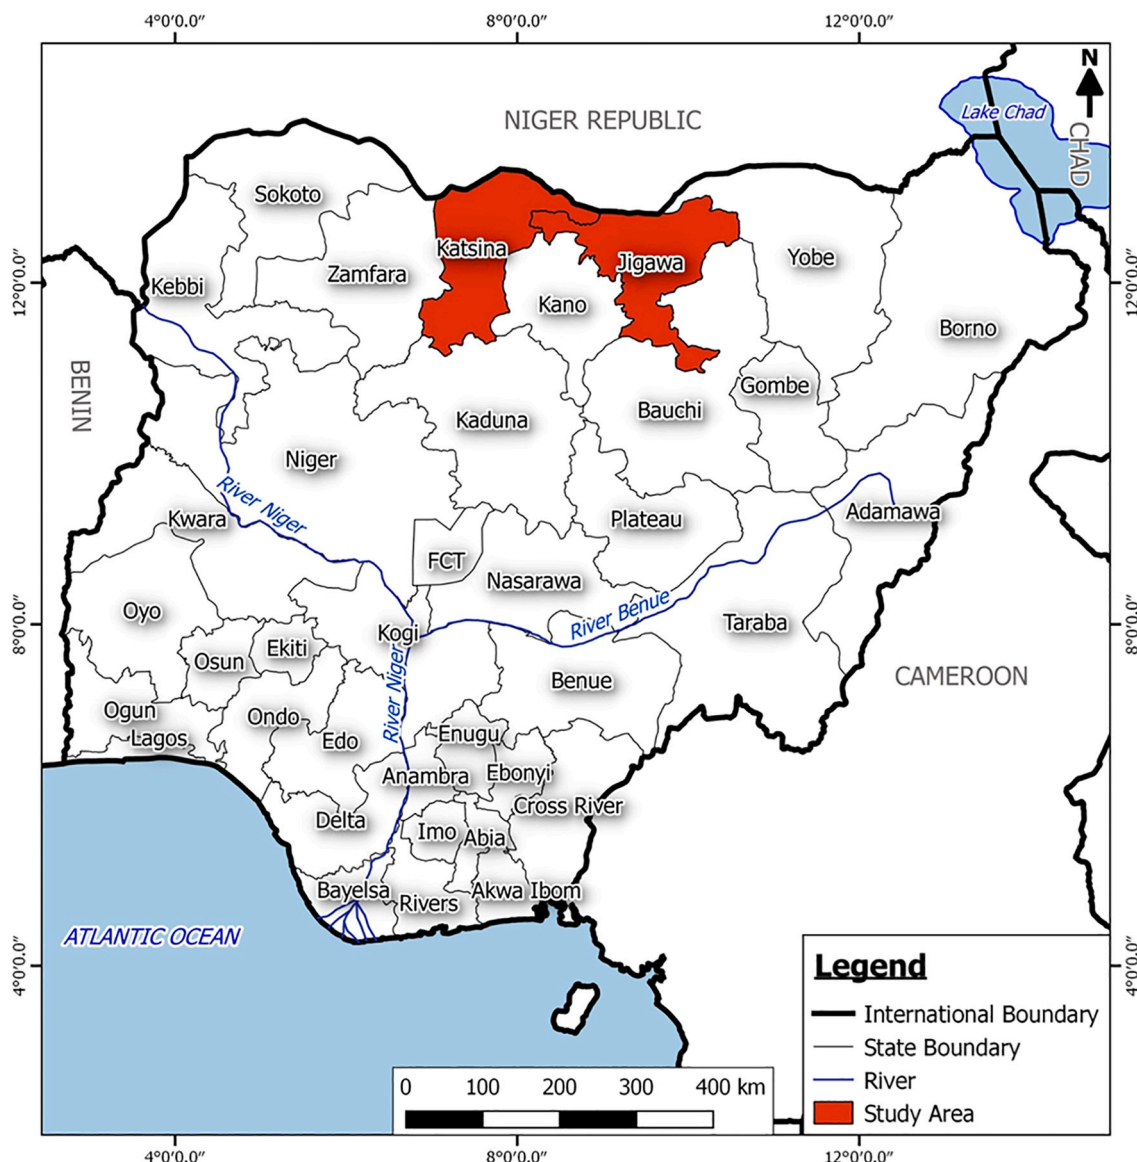 4°0'0.0″ 8°0'0.0″ 12°0'0.0″
N
Lake Chad
NIGER REPUBLIC
CHAD
Sokoto
Katsina
Yobe
Jigawa
Zamfara
12°0'0.0″
Kebbi
12°0'0.0″
Kano
Borno
BENIN
Gombe
Bauchi
Kaduna
Niger
River Niger
Kwara
Plateau
Adamawa
FCT
Nasarawa
Oyo
River Benue
Taraba
8°0'0.0″
Kogi
8°0'0.0″
Ekiti
Osun
CAMEROON
Benue
River Niger
Ogun
Ondo
Lagos
Edo
Enugu
Anambra
Ebonyi
Cross River
Delta
Imo
Abia
Bayelsa
Rivers
Akwa Ibom
ATLANTIC OCEAN
4°0'0.0″
4°0'0.0″
Legend
International Boundary
State Boundary
River
Study Area
0 100 200 300 400 km
4°0'0.0″ 8°0'0.0″ 12°0'0.0″